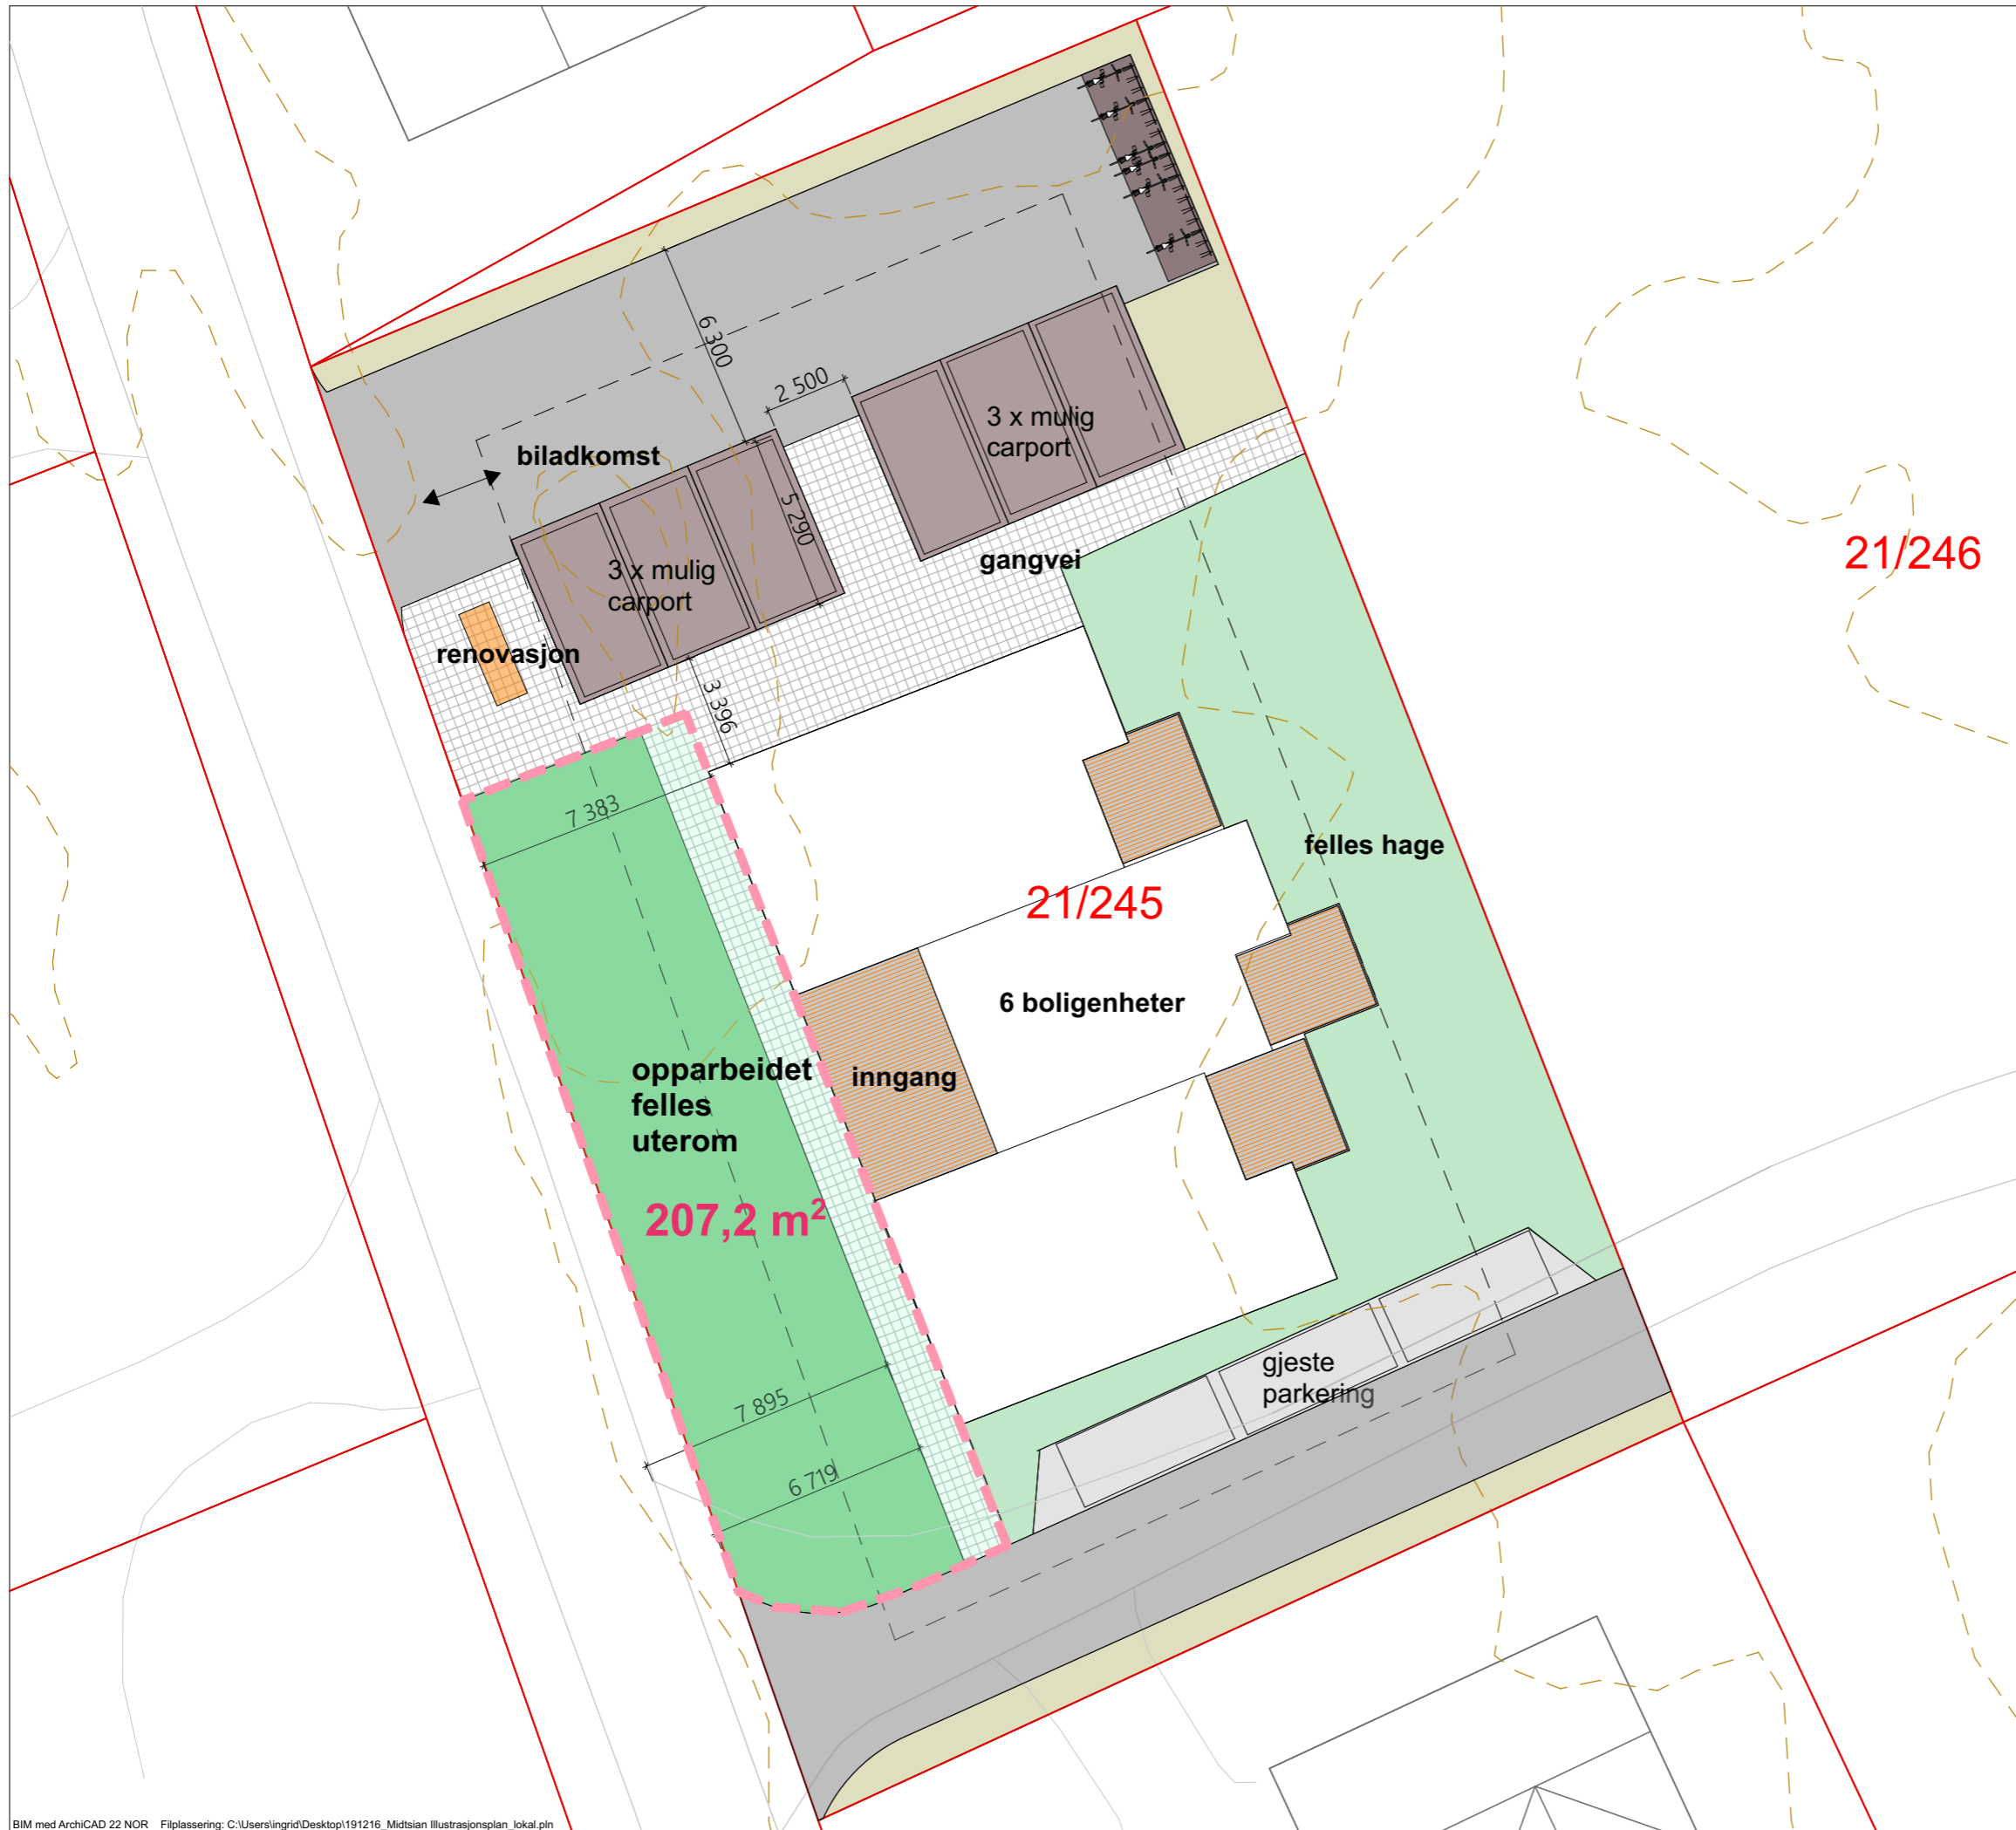 6 300
2 500
biladkomst
3 x mulig
carport
5 290
gangvei
21/246
3 x mulig
carport
renovasjon
3 396
7 383
felles hage
21/245
6 boligenheter
opparbeidet
felles
uterom
inngang
207,2 m²
gjeste
parkering
7 895
6 719
BIM med ArchiCAD 22 NOR Filplassering: C:\Users\ingrid\Desktop\191216_Midtsian Illustrasjonsplan_lokal.pln